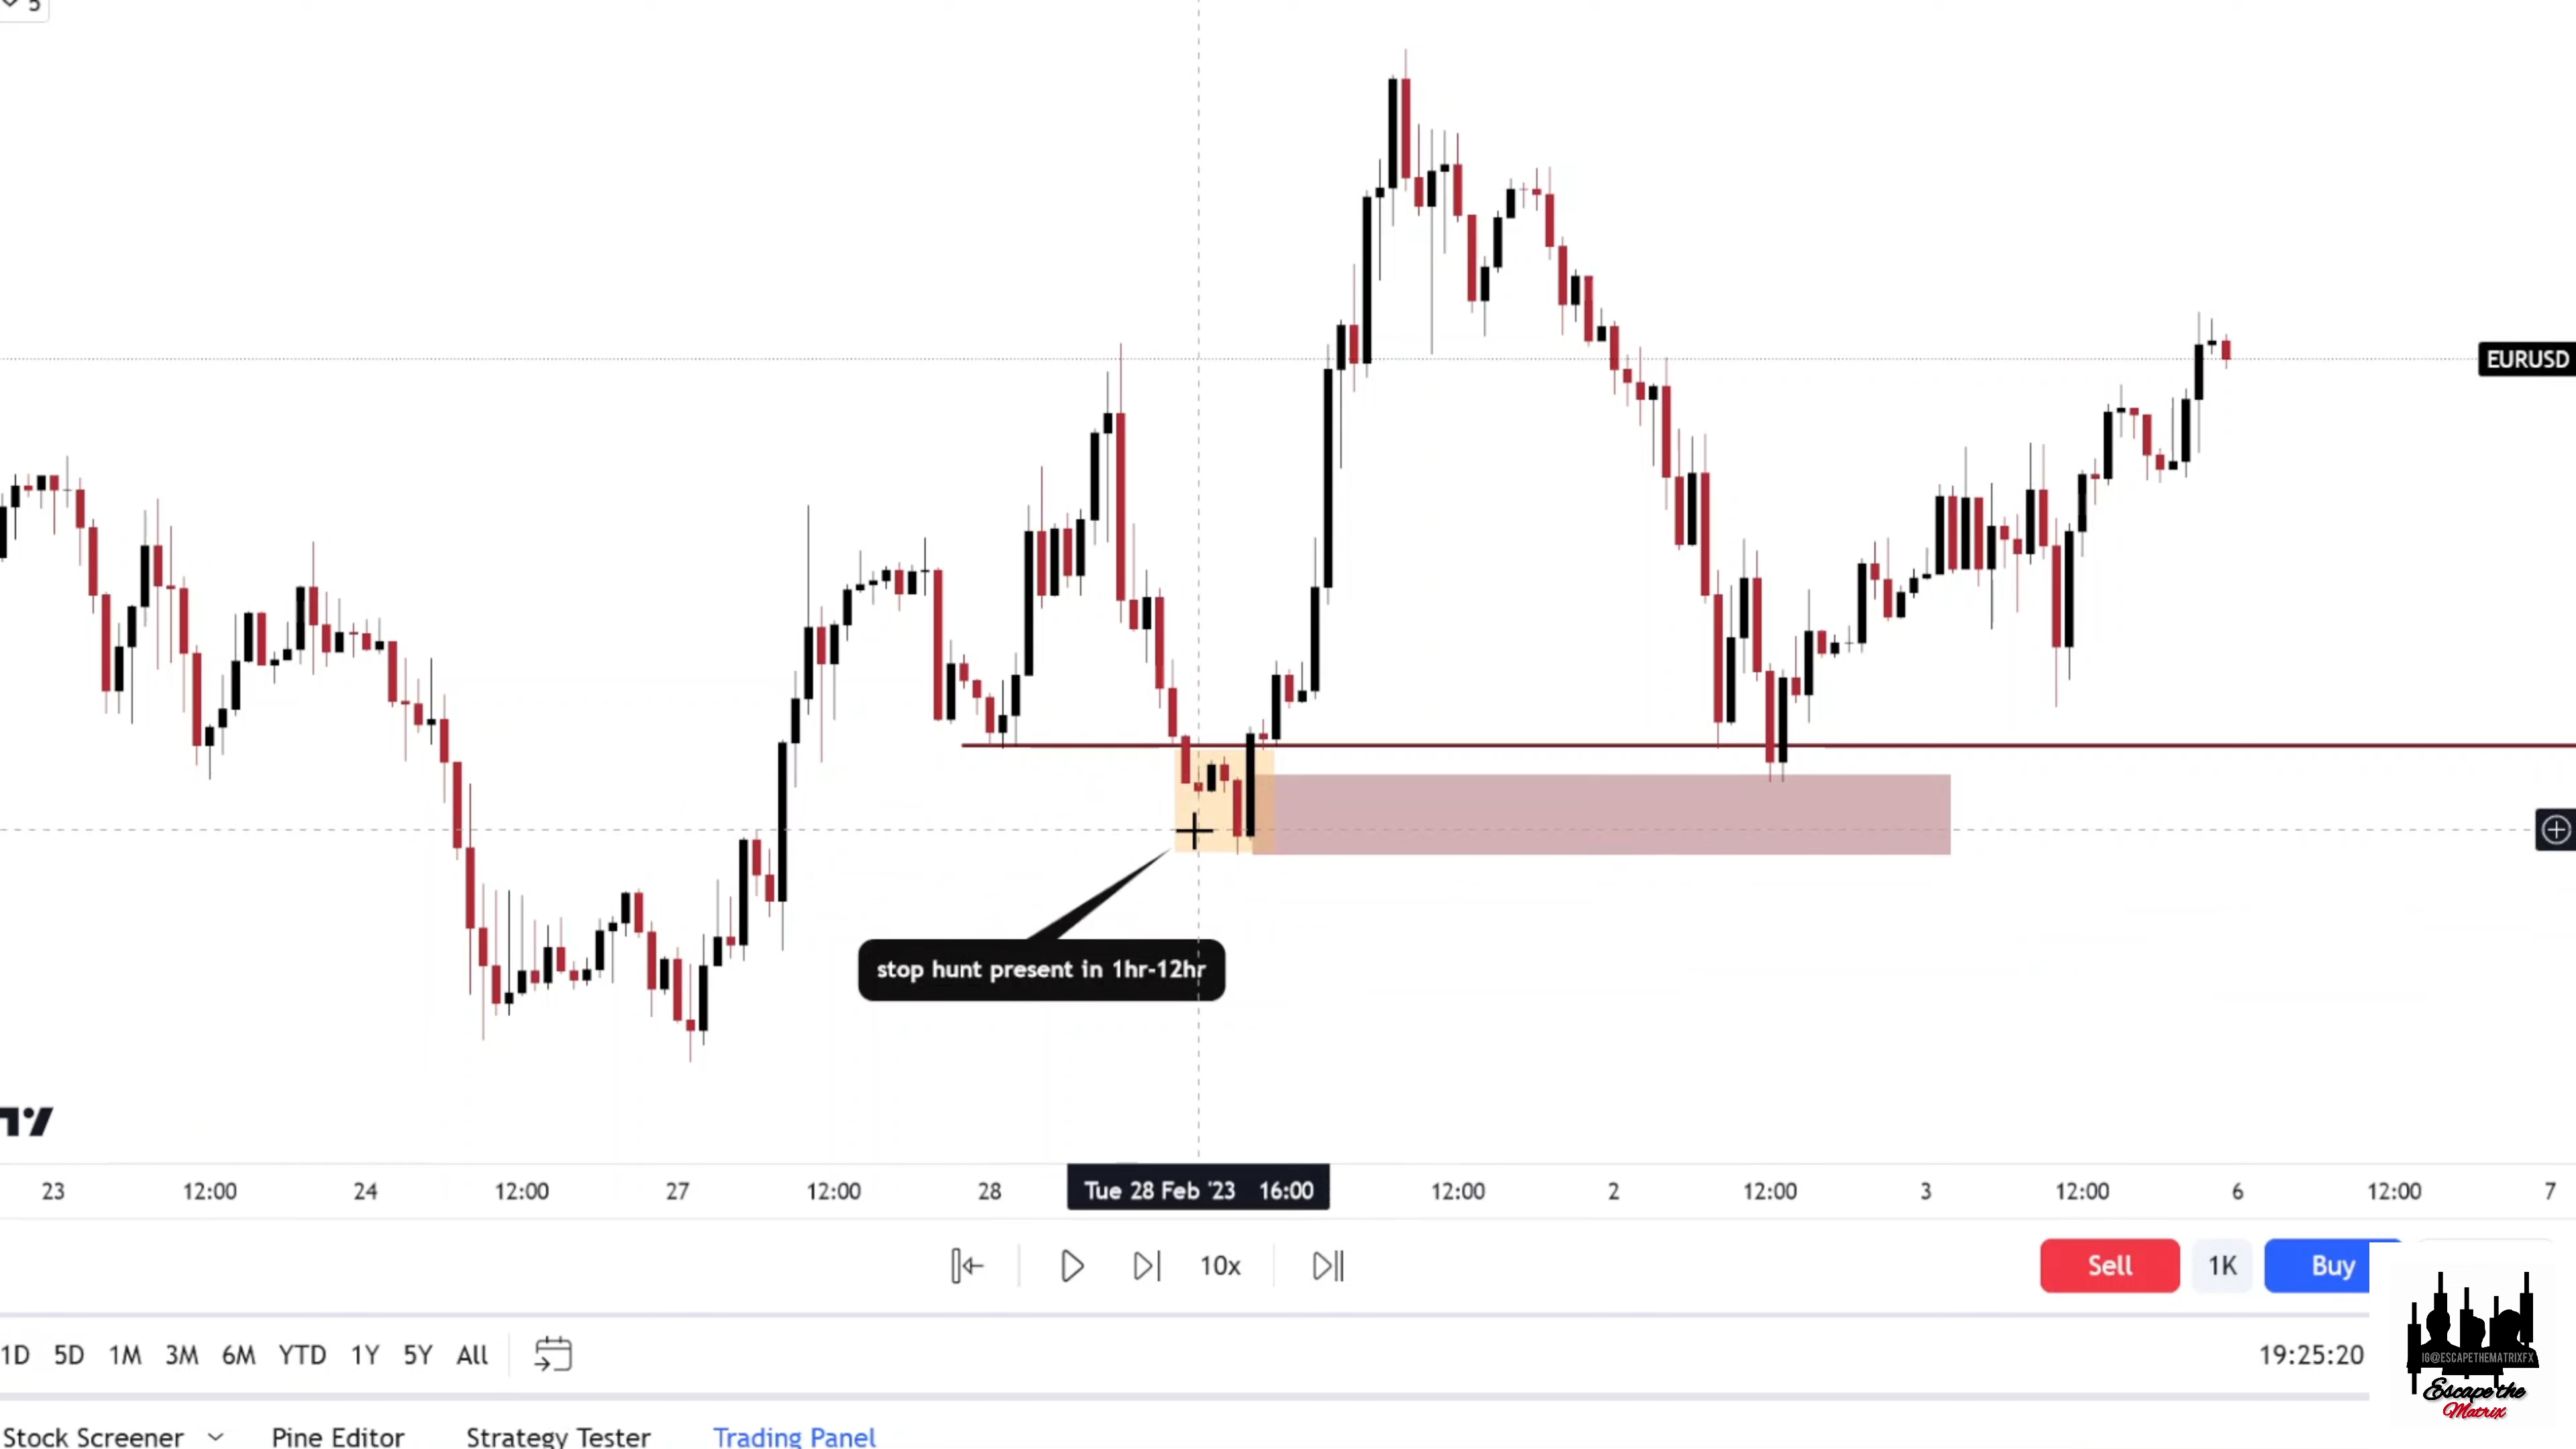 5
EURUSD
stop hunt present in 1hr-12hr
23 12:00 24 12:00 27 12:00 28 Tue 28 Feb '23 16:00 12:00 2 12:00 3 12:00 6 12:00 7
10x
Sell 1K Buy
1D 5D 1M 3M 6M YTD 1Y 5Y All
19:25:20
IG@ESCAPETHEMATRIXFX
Escape the
Matrix
Stock Screener Pine Editor Strategy Tester Trading Panel